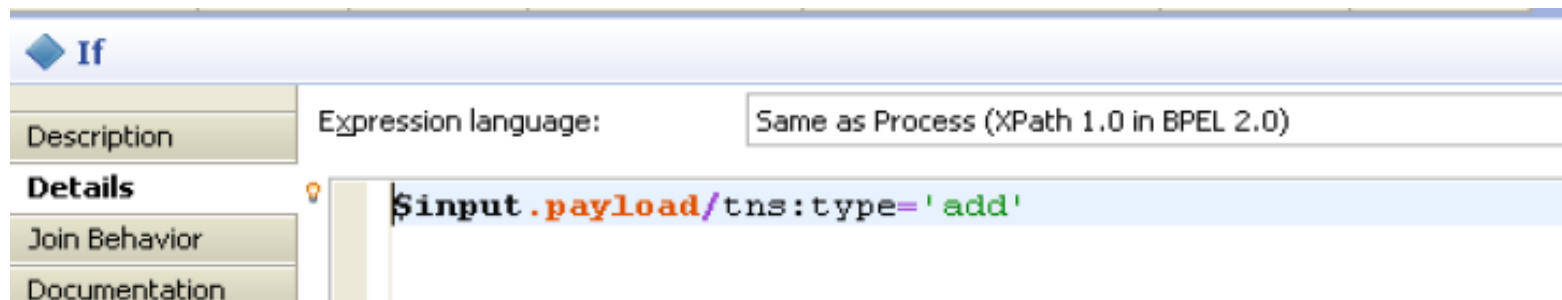 If
Description
Expression language:
Same as Process (XPath 1.0 in BPEL 2.0)
Details
$input.payload/tns:type='add'
Join Behavior
Documentation